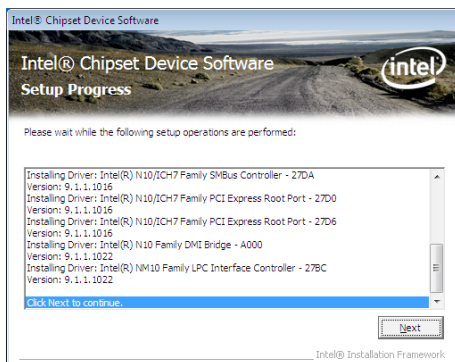 Intel® Chipset Device Software
Intel® Chipset Device Software
Setup Progress
intel
Please wait while the following setup operations are performed:
Installing Driver: Intel(R) N10/ICH7 Family SMBus Controller - 27DA
Version: 9.1.1.1016
Installing Driver: Intel(R) N10/ICH7 Family PCI Express Root Port - 27D0
Version: 9.1.1.1016
Installing Driver: Intel(R) N10/ICH7 Family PCI Express Root Port - 27D6
Version: 9.1.1.1016
Installing Driver: Intel(R) N10 Family DMI Bridge - A000
Version: 9.1.1.1022
Installing Driver: Intel(R) NM10 Family LPC Interface Controller - 27BC
Version: 9.1.1.1022
Click Next to continue.
Next
Intel® Installation Framework